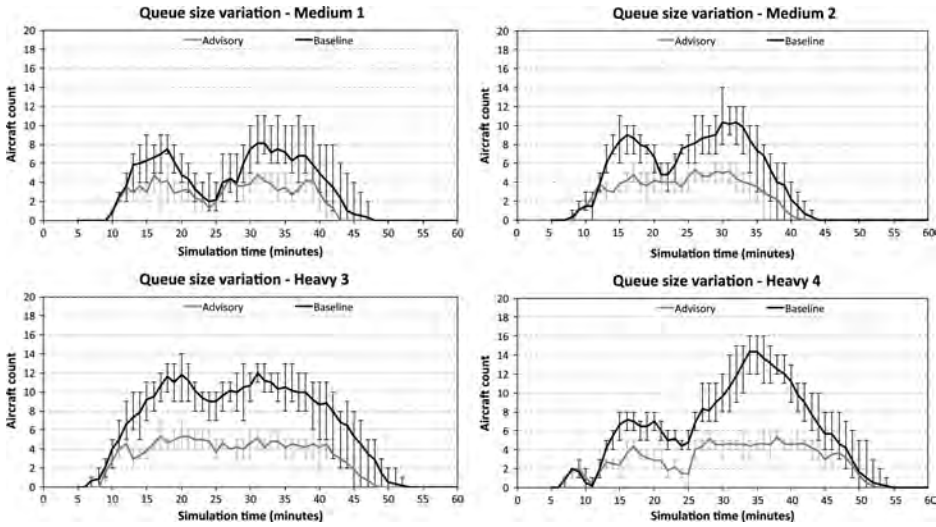 Queue size variation - Medium 1
Advisory Baseline
Aircraft count
20
18
16
14
12
10
8
6
4
2
0
0 5 10 15 20 25 30 35 40 45 50 55 60
Simulation time (minutes)
Queue size variation - Medium 2
Advisory Baseline
Aircraft count
20
18
16
14
12
10
8
6
4
2
0
0 5 10 15 20 25 30 35 40 45 50 55 60
Simulation time (minutes)
Queue size variation - Heavy 3
Advisory Baseline
Aircraft count
20
18
16
14
12
10
8
6
4
2
0
0 5 10 15 20 25 30 35 40 45 50 55 60
Simulation time (minutes)
Queue size variation - Heavy 4
Advisory Baseline
Aircraft count
20
18
16
14
12
10
8
6
4
2
0
0 5 10 15 20 25 30 35 40 45 50 55 60
Simulation time (minutes)